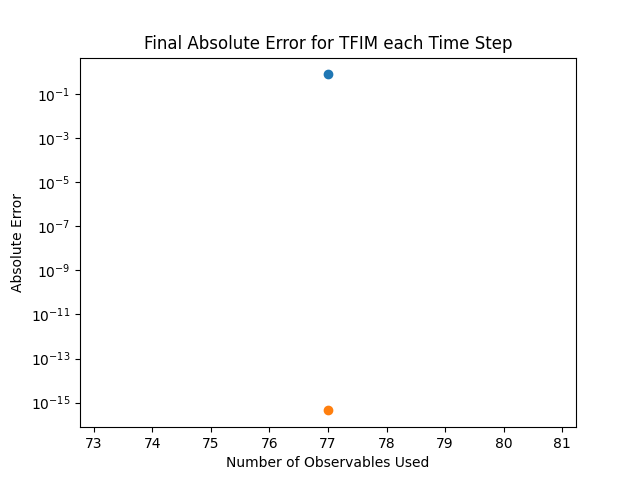 Final Absolute Error for TFIM each Time Step
Absolute Error
10⁻¹
10⁻³
10⁻⁵
10⁻⁷
10⁻⁹
10⁻¹¹
10⁻¹³
10⁻¹⁵
73 74 75 76 77 78 79 80 81
Number of Observables Used